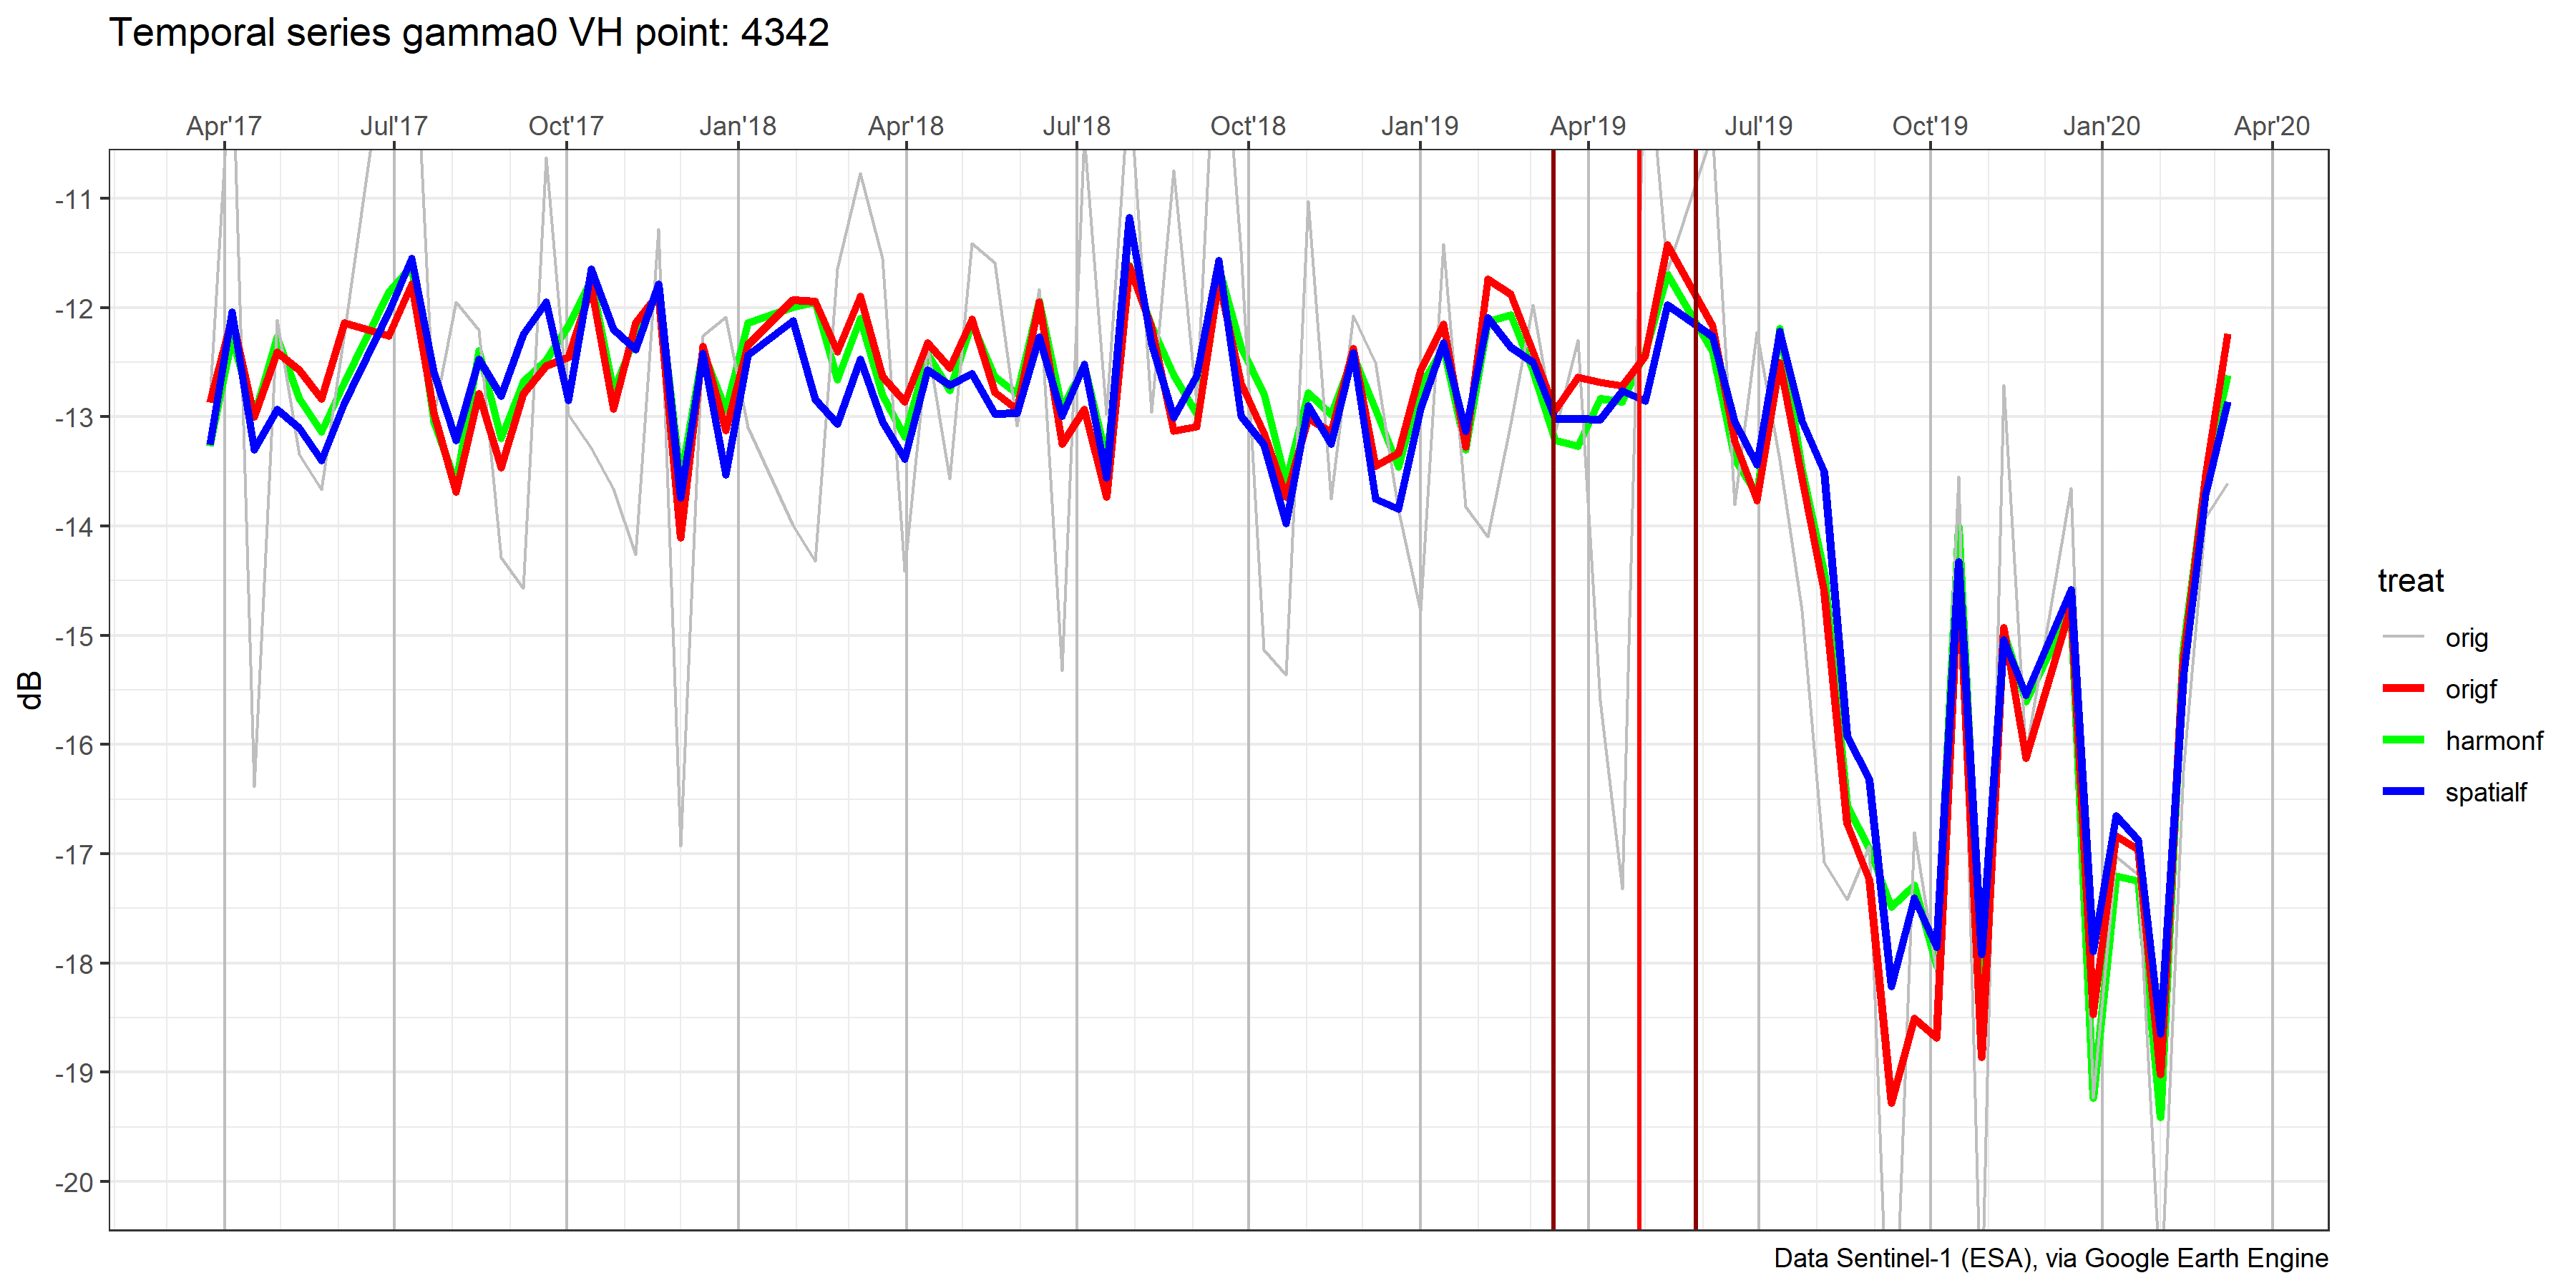 Temporal series gamma0 VH point: 4342
Apr'17 Jul'17 Oct'17 Jan'18 Apr'18 Jul'18 Oct'18 Jan'19 Apr'19 Jul'19 Oct'19 Jan'20 Apr'20
-11
-12
-13
-14
-15
-16
-17
-18
-19
-20
dB
treat
orig
origf
harmonf
spatialf
Data Sentinel-1 (ESA), via Google Earth Engine